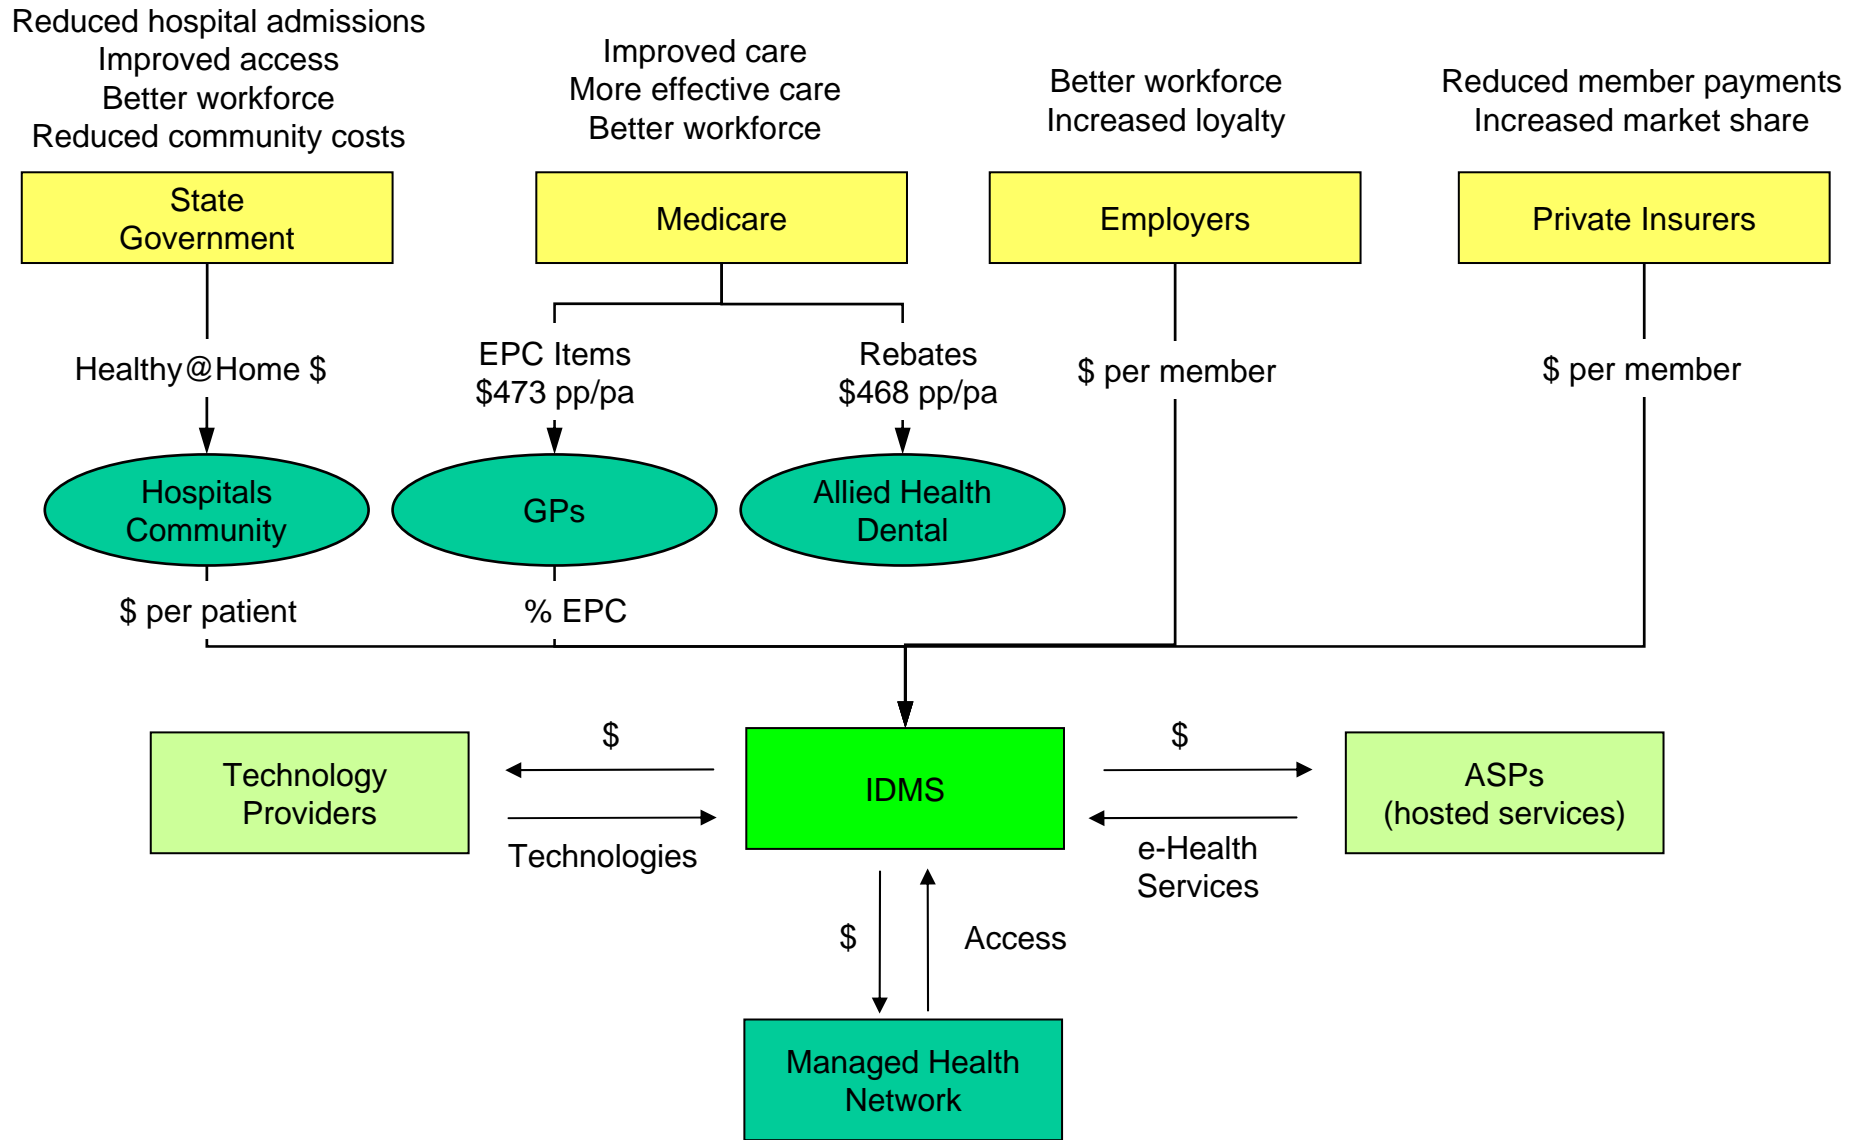 Reduced hospital admissions
Improved access
Better workforce
Reduced community costs
Improved care
More effective care
Better workforce
Better workforce
Increased loyalty
Reduced member payments
Increased market share
State
Government
Medicare
Employers
Private Insurers
Healthy@Home $
EPC Items
$473 pp/pa
Rebates
$468 pp/pa
$ per member
$ per member
Hospitals
Community
GPs
Allied Health
Dental
$ per patient
% EPC
$
$
Technology
Providers
IDMS
ASPs
(hosted services)
Technologies
e-Health
Services
$
Access
Managed Health
Network